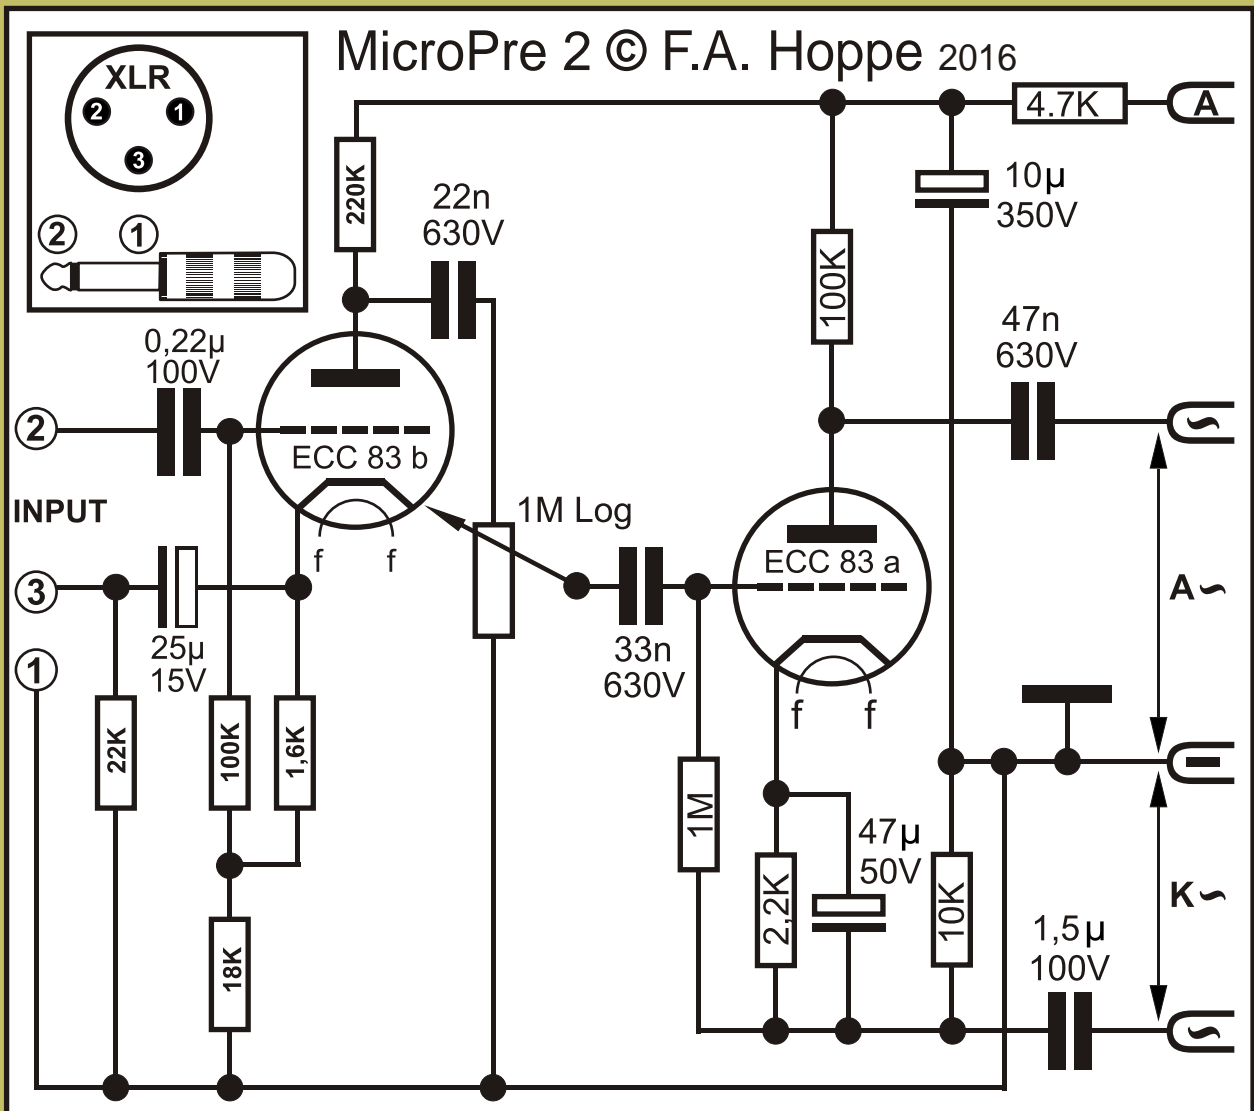 MicroPre 2 © F.A. Hoppe 2016
XLR
2
1
3
2
1
4.7K
A
10µ
350V
220K
22n
630V
100K
47n
630V
0,22µ
100V
2
ECC 83 b
INPUT
f f
1M Log
ECC 83 a
A~
3
25µ
15V
33n
630V
1
f f
22K
100K
1,6K
1M
2,2K
47µ
50V
10K
K~
18K
1,5µ
100V